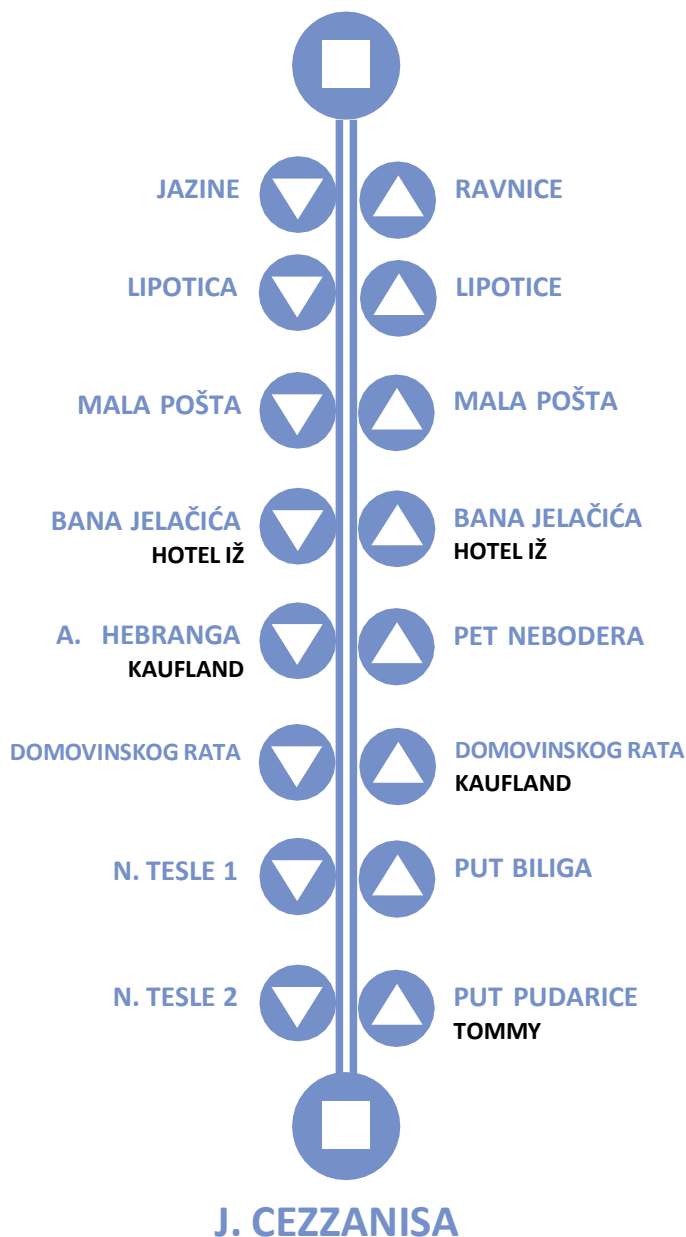 JAZINE
RAVNICE
LIPOTICA
LIPOTICE
MALA POŠTA
MALA POŠTA
BANA JELAČIĆA
HOTEL IŽ
BANA JELAČIĆA
HOTEL IŽ
A. HEBRANGA
KAUFLAND
PET NEBODERA
DOMOVINSKOG RATA
DOMOVINSKOG RATA
KAUFLAND
N. TESLE 1
PUT BILIGA
N. TESLE 2
PUT PUDARICE
TOMMY
J. CEZZANISA